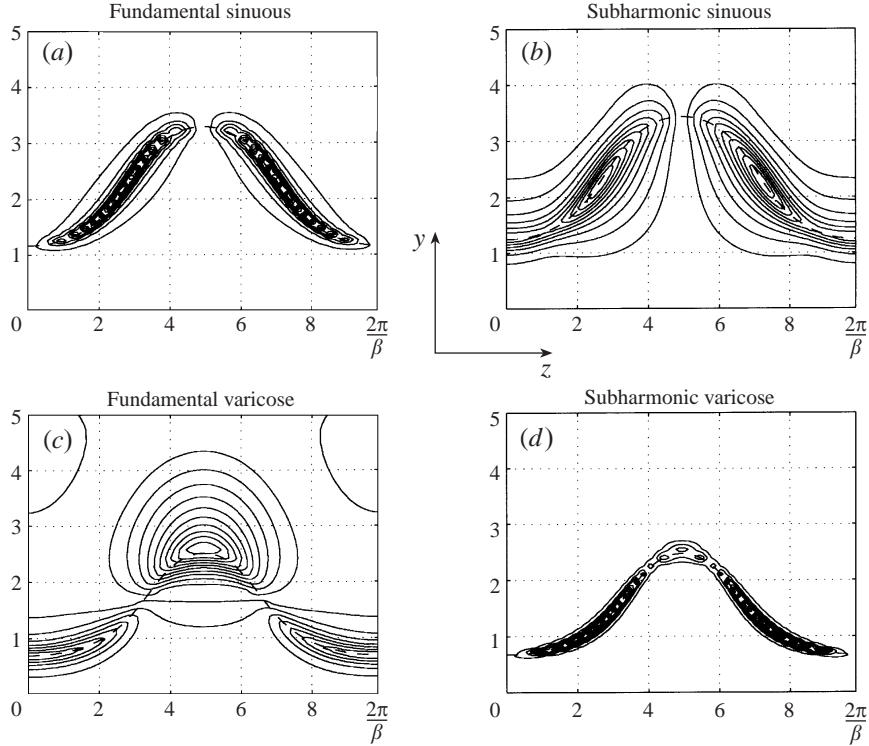 Fundamental sinuous
Subharmonic sinuous
(a)
5
4
3
2
1
0
2
4
6
8
2π
β
(b)
5
4
3
2
1
0
2
4
6
8
2π
β
y
z
Fundamental varicose
Subharmonic varicose
(c)
5
4
3
2
1
0
2
4
6
8
2π
β
(d)
5
4
3
2
1
0
2
4
6
8
2π
β